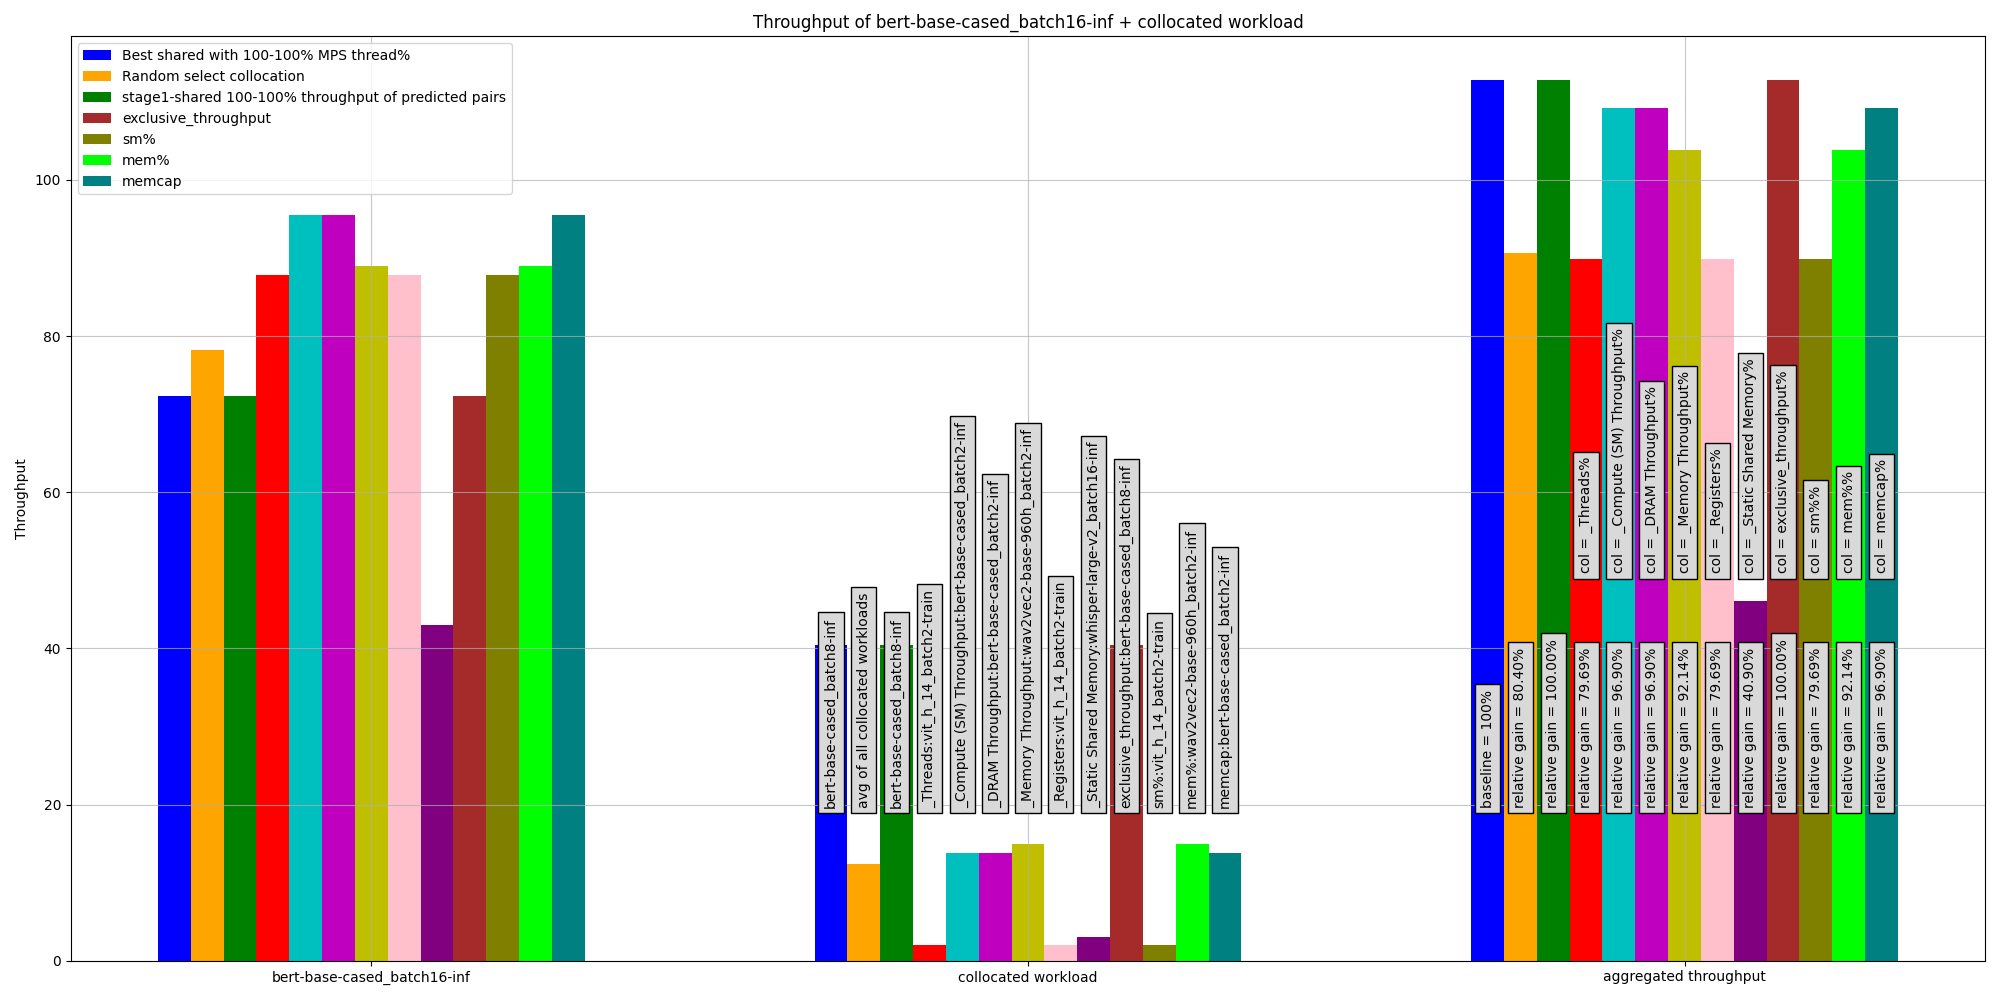 Throughput of bert-base-cased_batch16-inf + collocated workload
Best shared with 100-100% MPS thread%
Random select collocation
stage1-shared 100-100% throughput of predicted pairs
exclusive_throughput
sm%
mem%
memcap
Throughput
100
80
60
40
20
0
bert-base-cased_batch8-inf
avg of all collocated workloads
bert-base-cased_batch8-inf
_Threads:vit_h_14_batch2-train
_Compute (SM) Throughput:bert-base-cased_batch2-inf
_DRAM Throughput:bert-base-cased_batch2-inf
_Memory Throughput:wav2vec2-base-960h_batch2-inf
_Registers:vit_h_14_batch2-train
_Static Shared Memory:whisper-large-v2_batch16-inf
exclusive_throughput:bert-base-cased_batch8-inf
sm%:vit_h_14_batch2-train
mem%:wav2vec2-base-960h_batch2-inf
memcap:bert-base-cased_batch2-inf
col = _Threads%
col = _Compute (SM) Throughput%
col = _DRAM Throughput%
col = _Memory Throughput%
col = _Registers%
col = _Static Shared Memory%
col = exclusive_throughput%
col = sm%%
col = mem%%
col = memcap%
baseline = 100%
relative gain = 80.40%
relative gain = 100.00%
relative gain = 79.69%
relative gain = 96.90%
relative gain = 96.90%
relative gain = 92.14%
relative gain = 79.69%
relative gain = 40.90%
relative gain = 100.00%
relative gain = 79.69%
relative gain = 92.14%
relative gain = 96.90%
bert-base-cased_batch16-inf
collocated workload
aggregated throughput